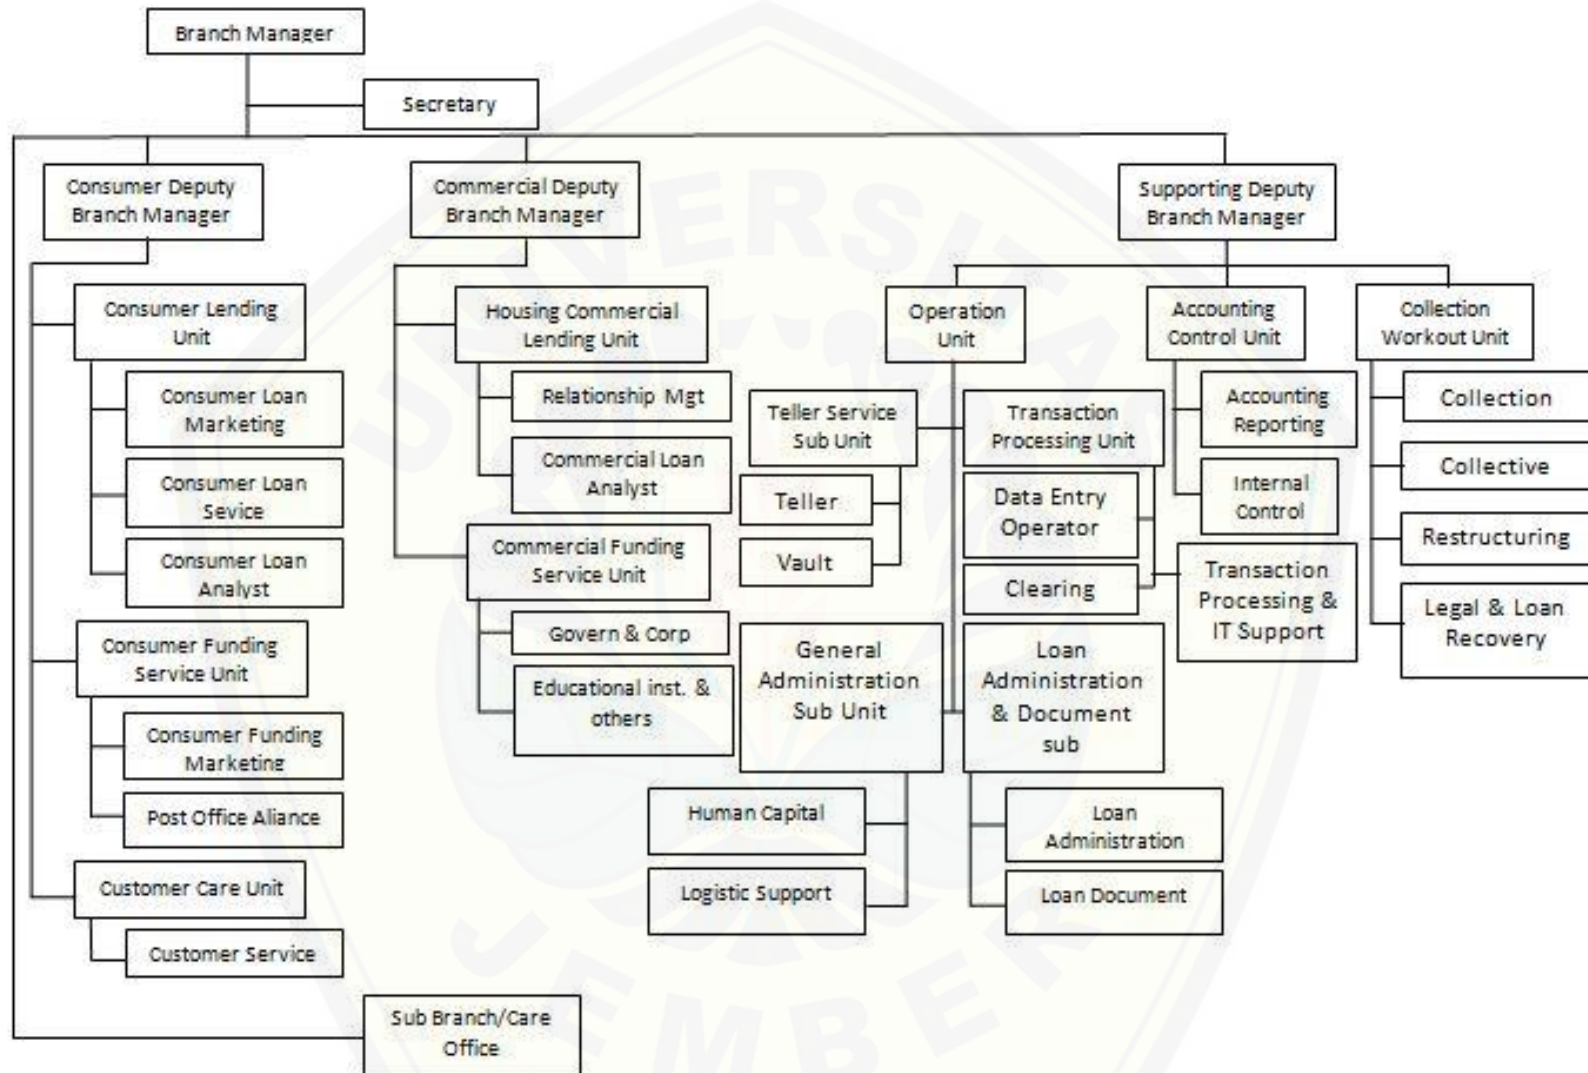 Branch Manager
Secretary
Consumer Deputy
Branch Manager
Commercial Deputy
Branch Manager
Supporting Deputy
Branch Manager
Consumer Lending
Unit
Consumer Loan
Marketing
Consumer Loan
Sevice
Consumer Loan
Analyst
Consumer Funding
Service Unit
Consumer Funding
Marketing
Post Office Aliance
Customer Care Unit
Customer Service
Housing Commercial
Lending Unit
Relationship Mgt
Commercial Loan
Analyst
Commercial Funding
Service Unit
Govern & Corp
Educational inst. &
others
Operation
Unit
Teller Service
Sub Unit
Teller
Vault
Transaction
Processing Unit
Data Entry
Operator
Clearing
Transaction
Processing &
IT Support
General
Administration
Sub Unit
Human Capital
Logistic Support
Loan
Administration
& Document
sub
Loan
Administration
Loan Document
Accounting
Control Unit
Accounting
Reporting
Internal
Control
Collection
Workout Unit
Collection
Collective
Restructuring
Legal & Loan
Recovery
Sub Branch/Care
Office
UNIVERSITAS
JEMBER